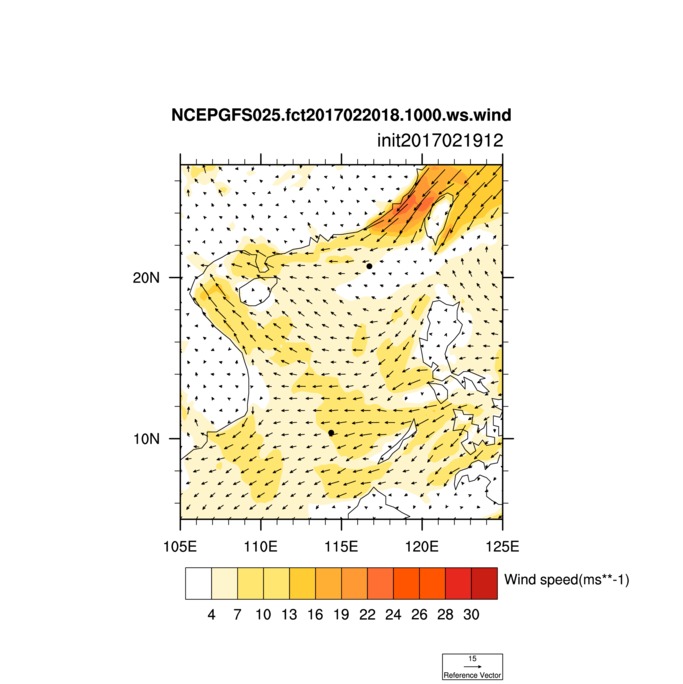 NCEPGFS025.fct2017022018.1000.ws.wind
init2017021912
20N
10N
105E 110E 115E 120E 125E
Wind speed(ms**-1)
4 7 10 13 16 19 22 24 26 28 30
15
Reference Vector